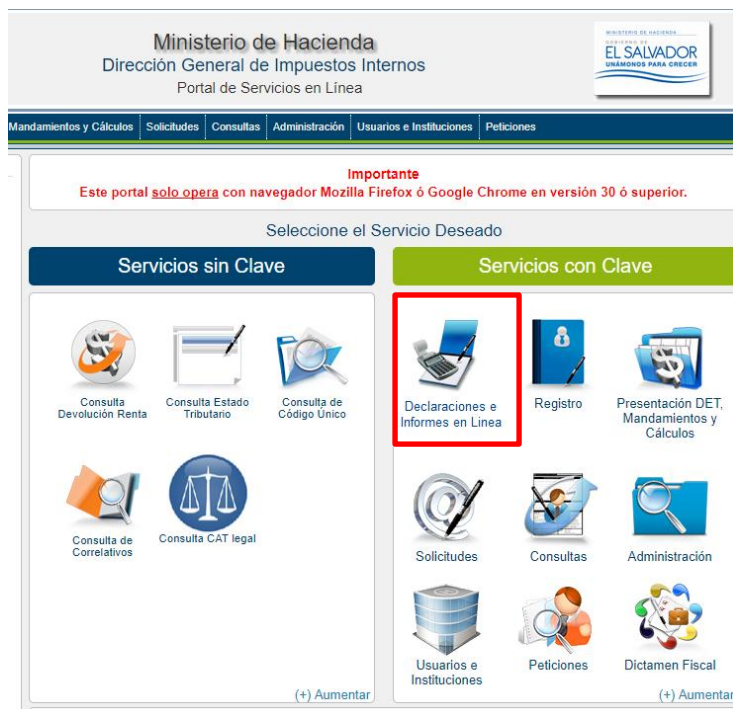 Ministerio de Hacienda
Dirección General de Impuestos Internos
Portal de Servicios en Línea
MINISTERIO DE HACIENDA
GOBIERNO DE
EL SALVADOR
UNÁMONOS PARA CRECER
Mandamientos y Cálculos Solicitudes Consultas Administración Usuarios e Instituciones Peticiones
Importante
Este portal solo opera con navegador Mozilla Firefox ó Google Chrome en versión 30 ó superior.
Seleccione el Servicio Deseado
Servicios sin Clave
Consulta
Devolución Renta
Consulta Estado
Tributario
Consulta de
Código Único
Consulta de
Correlativos
Consulta CAT legal
(+) Aumentar
Servicios con Clave
Declaraciones e
Informes en Linea
Registro
Presentación DET,
Mandamientos y
Cálculos
Solicitudes
Consultas
Administración
Usuarios e
Instituciones
Peticiones
Dictamen Fiscal
(+) Aumentar